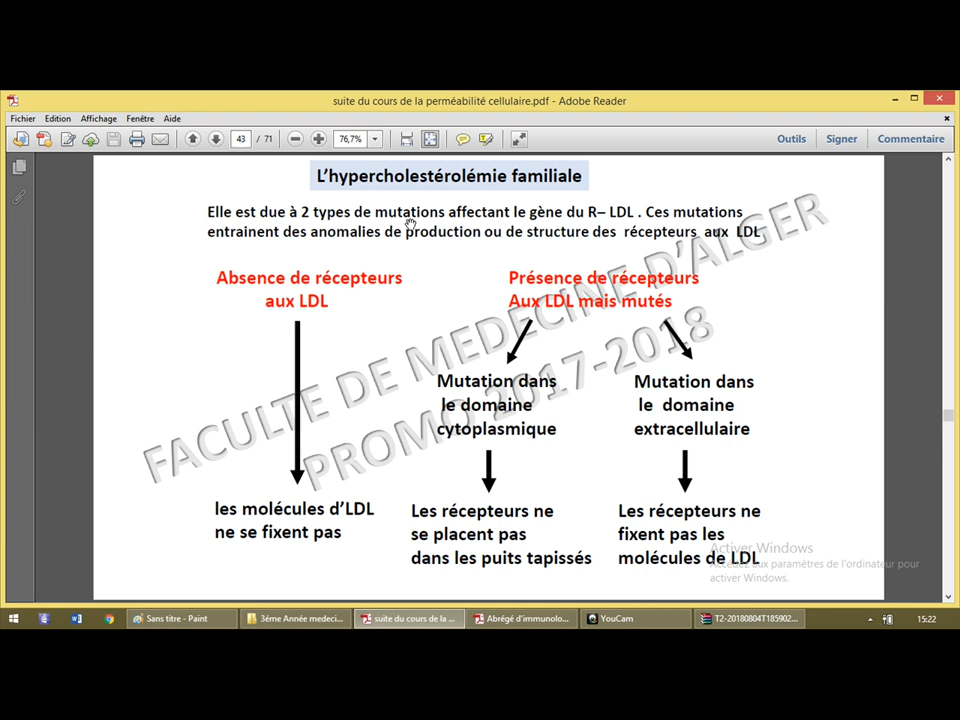 suite du cours de la perméabilité cellulaire.pdf - Adobe Reader
Fichier Edition Affichage Fenêtre Aide
43 / 71 76,7% Outils Signer Commentaire
L'hypercholestérolémie familiale
Elle est due à 2 types de mutations affectant le gène du R– LDL . Ces mutations
entrainent des anomalies de production ou de structure des récepteurs aux LDL
Absence de récepteurs
aux LDL
Présence de récepteurs
Aux LDL mais mutés
Mutation dans
le domaine
cytoplasmique
Mutation dans
le domaine
extracellulaire
les molécules d'LDL
ne se fixent pas
Les récepteurs ne
se placent pas
dans les puits tapissés
Les récepteurs ne
fixent pas les
molécules de LDL
FACULTE DE MEDECINE D'ALGER
PROMO 2017-2018
Activer Windows
Accédez aux paramètres de l'ordinateur pour
activer Windows.
Sans titre - Paint 3ème Année medeci... suite du cours de la ... Abrégé d'immunolo... YouCam T2-20180804T185902... 15:22